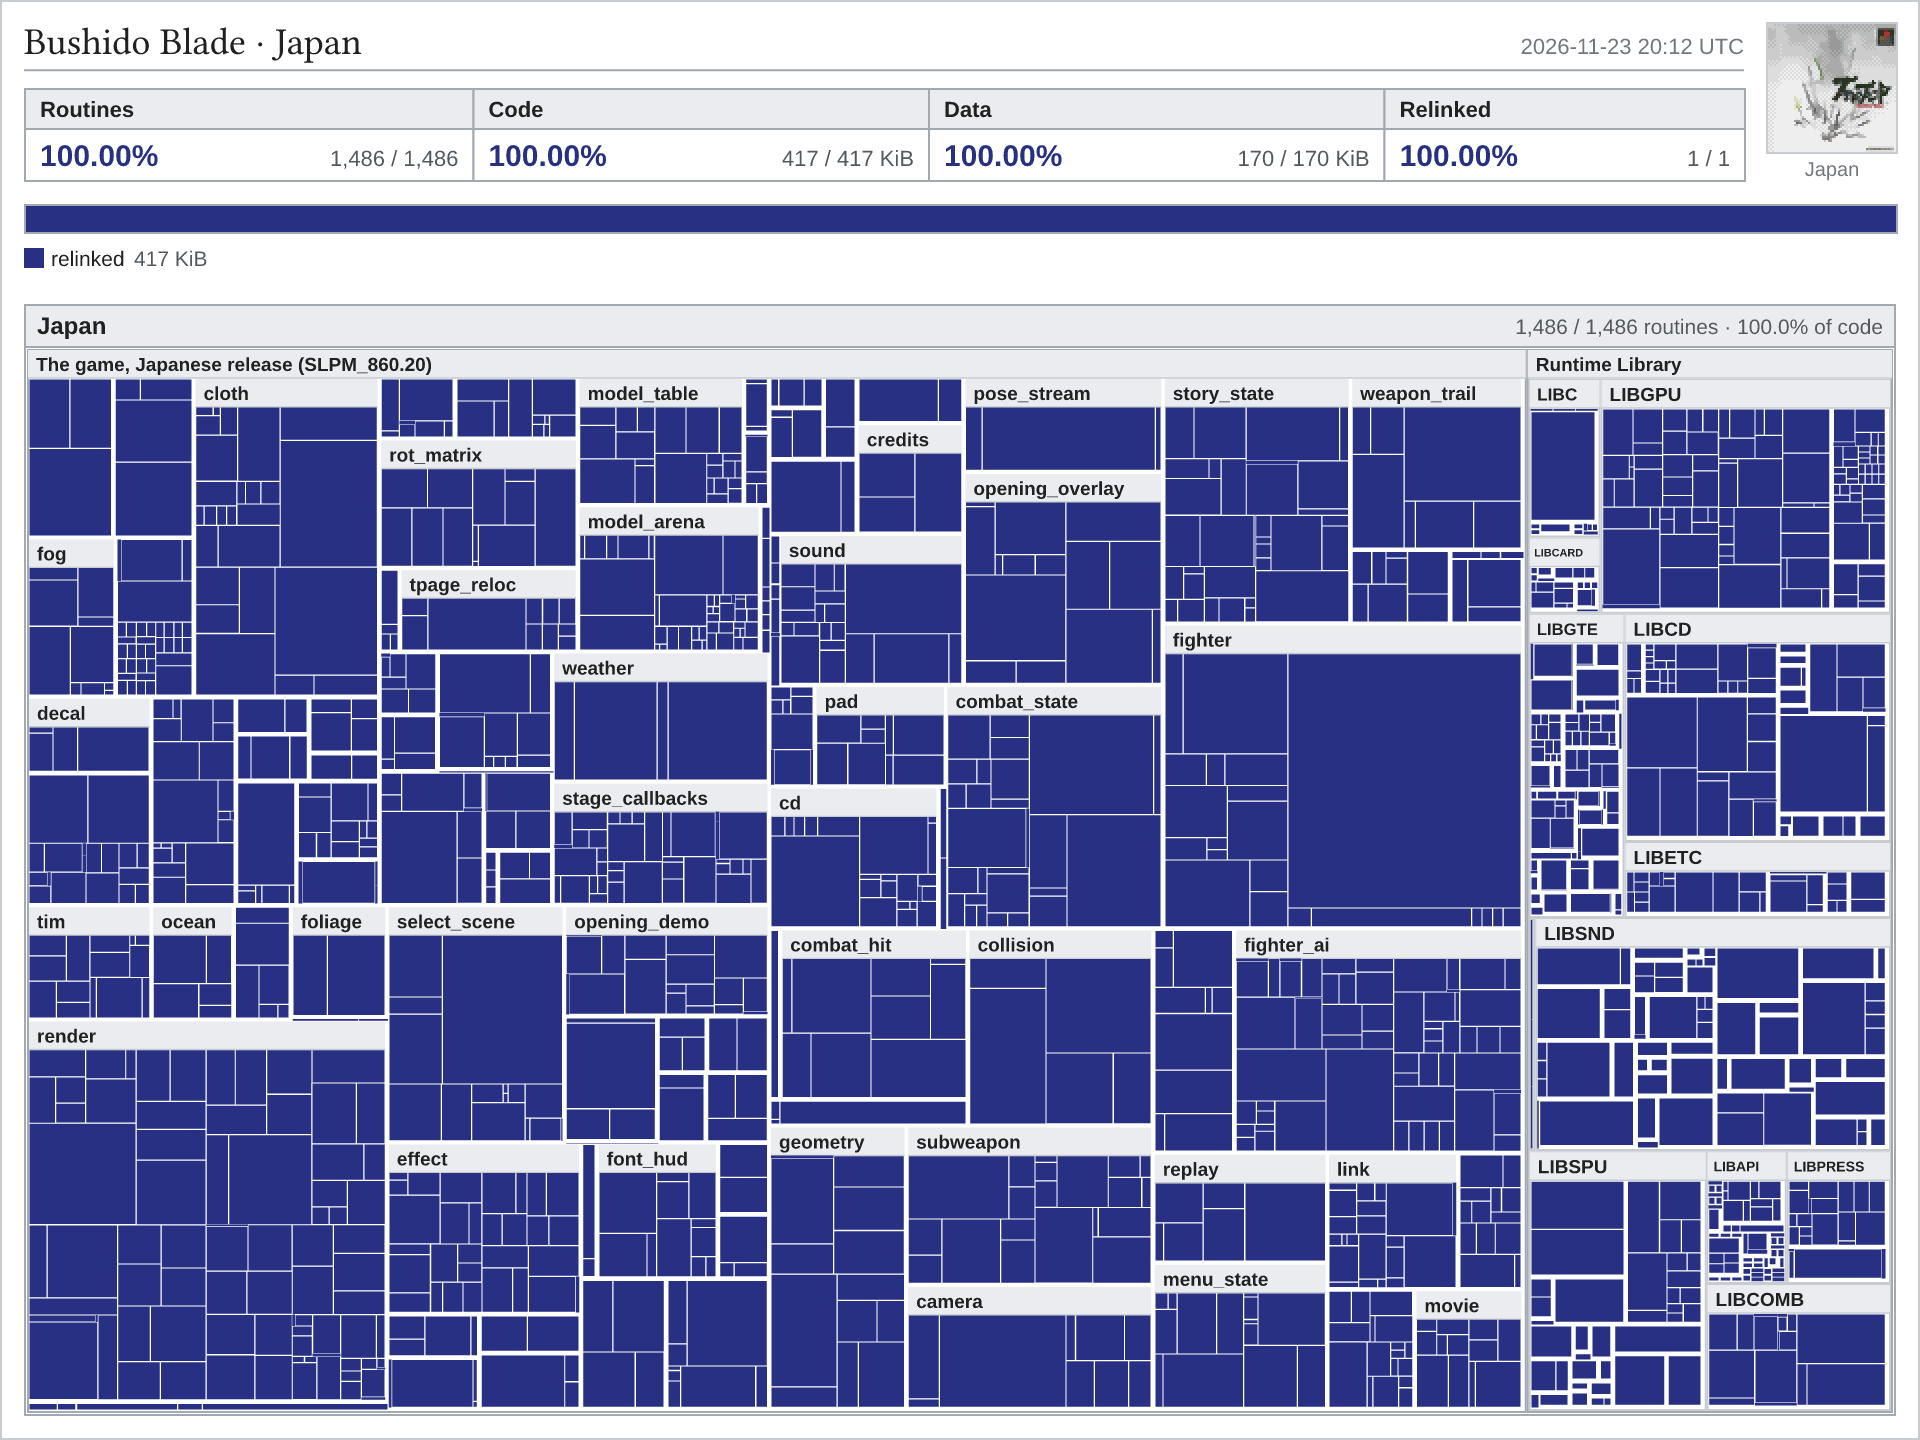 Bushido Blade · Japan
2026-11-23 20:12 UTC
Japan
Routines
Code
Data
Relinked
100.00%
1,486 / 1,486
100.00%
417 / 417 KiB
100.00%
170 / 170 KiB
100.00%
1 / 1
relinked 417 KiB
Japan
1,486 / 1,486 routines · 100.0% of code
The game, Japanese release (SLPM_860.20)
Runtime Library
cloth
model_table
pose_stream
story_state
weapon_trail
LIBC
LIBGPU
credits
rot_matrix
opening_overlay
model_arena
fog
sound
LIBCARD
tpage_reloc
LIBGTE
LIBCD
fighter
weather
decal
pad
combat_state
stage_callbacks
cd
LIBETC
tim
ocean
foliage
select_scene
opening_demo
LIBSND
combat_hit
collision
fighter_ai
render
geometry
subweapon
effect
font_hud
replay
link
LIBSPU
LIBAPI
LIBPRESS
menu_state
camera
movie
LIBCOMB